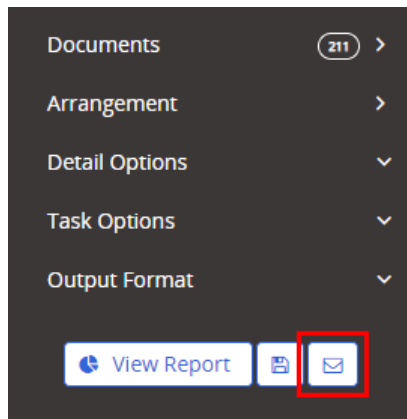 Documents 211
Arrangement
Detail Options
Task Options
Output Format
View Report